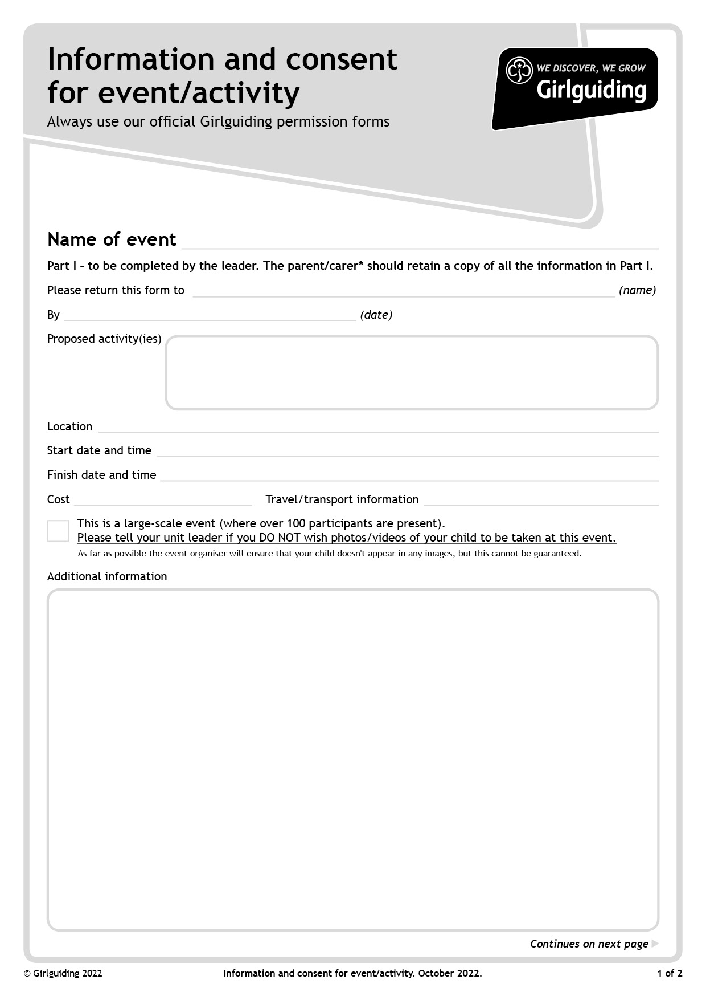 Information and consent
for event/activity
Always use our official Girlguiding permission forms
WE DISCOVER, WE GROW
Girlguiding
Name of event
Part I – to be completed by the leader. The parent/carer* should retain a copy of all the information in Part I.
Please return this form to (name)
By (date)
Proposed activity(ies)
Location
Start date and time
Finish date and time
Cost Travel/transport information
This is a large-scale event (where over 100 participants are present).
Please tell your unit leader if you DO NOT wish photos/videos of your child to be taken at this event.
As far as possible the event organiser will ensure that your child doesn't appear in any images, but this cannot be guaranteed.
Additional information
Continues on next page
© Girlguiding 2022 Information and consent for event/activity. October 2022. 1 of 2